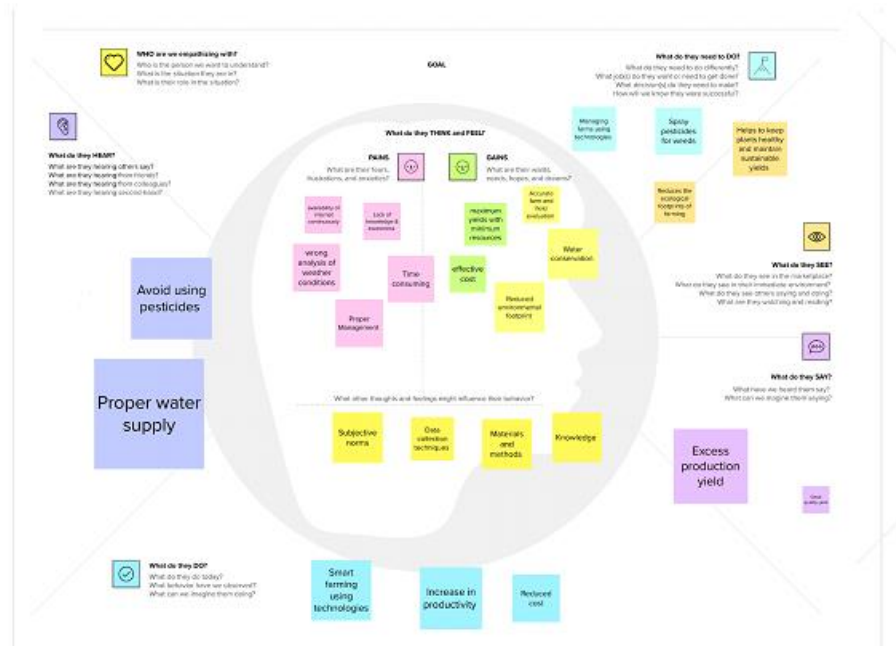 WHO are we empathizing with?
Who is the person we want to understand?
What is the situation they are in?
What is their role in the situation?
GOAL
What do they need to DO?
What do they need to do differently?
What job(s) do they want or need to get done?
What decision(s) do they need to make?
How will we know they were successful?
What do they HEAR?
What are they hearing others say?
What are they hearing from friends?
What are they hearing from colleagues?
What are they hearing second-hand?
Avoid using
pesticides
Proper water
supply
What do they THINK and FEEL?
PAINS
What are their fears,
frustrations, and anxieties?
GAINS
What are their wants,
needs, hopes, and dreams?
availability of
internet
continuously
Lack of
knowledge &
wrong
analysis of
weather
conditions
Time
consuming
Proper
Management
maximum
yields with
minimum
resources
Accurate
farm and
field
evaluation
effective
cost
Water
conservation
Reduced
environmental
footprint
What other thoughts and feelings might influence their behavior?
Subjective
norms
Data
collection
techniques
Materials
and
methods
Knowledge
Managing
farms using
technologies
Spray
pesticides
for weeds
Helps to keep
plants healthy
and maintain
sustainable
yields
Reduces the
ecological
footprints of
farming
What do they SEE?
What do they see in the marketplace?
What do they see in their immediate environment?
What do they see others saying and doing?
What are they watching and reading?
What do they SAY?
What have we heard them say?
What can we imagine them saying?
Excess
production
yield
What do they DO?
What do they do today?
What behavior have we observed?
What can we imagine them doing?
Smart
farming
using
technologies
Increase in
productivity
Reduced
cost